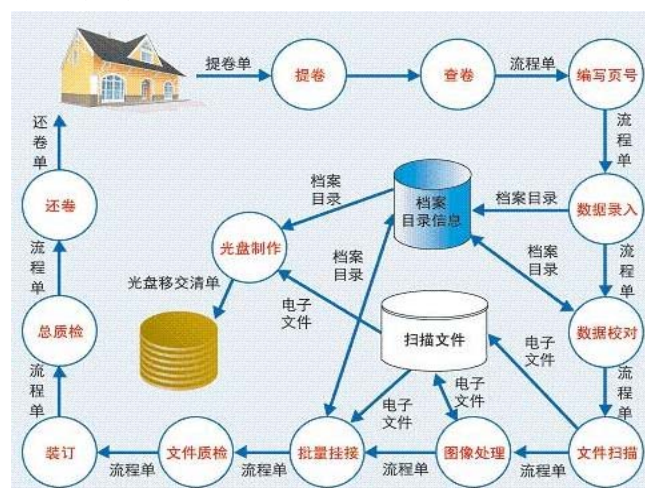 提卷单
提卷
查卷
流程单
编写页号
还卷单
流程单
还卷
档案
目录
档案
目录信息
档案目录
数据录入
光盘制作
档案
目录
档案
目录
流程单
流程单
光盘移交清单
电子
文件
总质检
扫描文件
电子
文件
数据校对
流程单
电子
文件
电子
文件
流程单
装订
流程单
文件质检
流程单
批量挂接
流程单
图像处理
流程单
文件扫描